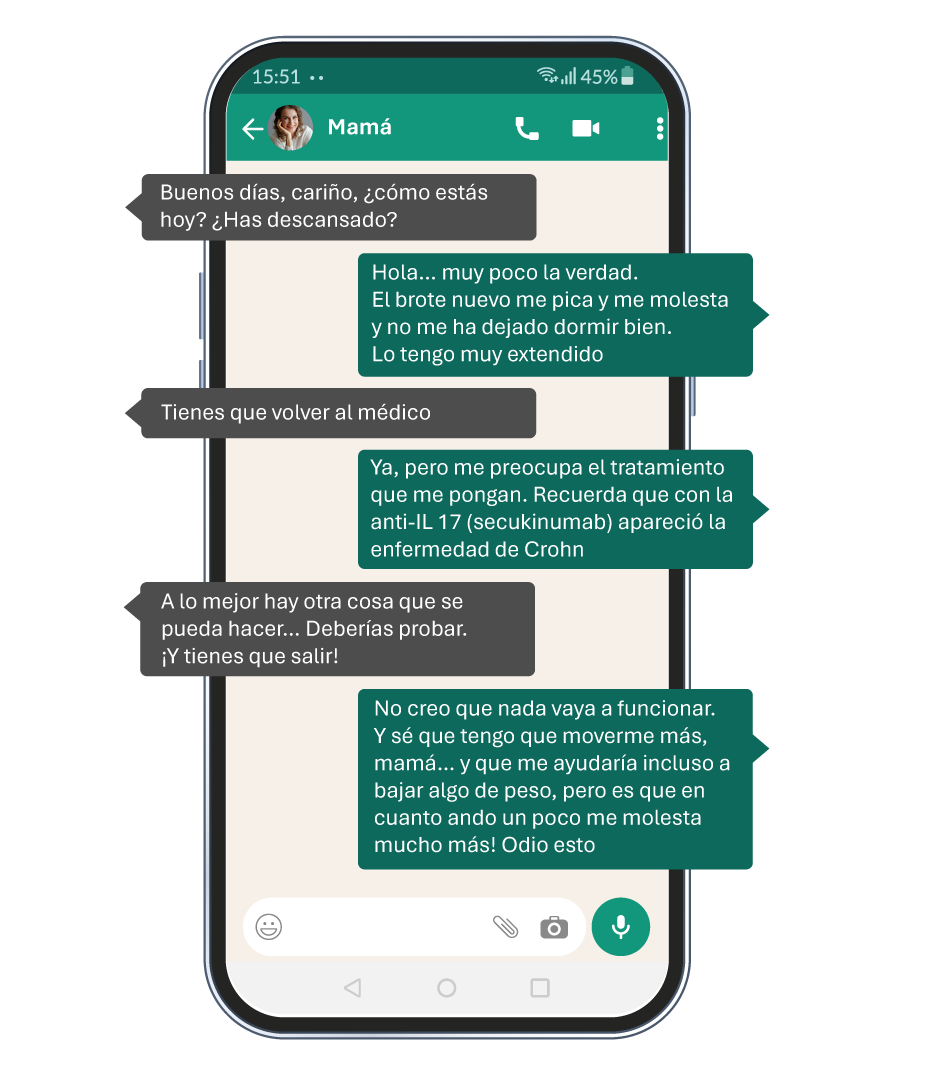 15:51
45%
Mamá
Buenos días, cariño, ¿cómo estás
hoy? ¿Has descansado?
Hola... muy poco la verdad.
El brote nuevo me pica y me molesta
y no me ha dejado dormir bien.
Lo tengo muy extendido
Tienes que volver al médico
Ya, pero me preocupa el tratamiento
que me pongan. Recuerda que con la
anti-IL 17 (secukinumab) apareció la
enfermedad de Crohn
A lo mejor hay otra cosa que se
pueda hacer... Deberías probar.
¡Y tienes que salir!
No creo que nada vaya a funcionar.
Y sé que tengo que moverme más,
mamá... y que me ayudaría incluso a
bajar algo de peso, pero es que en
cuanto ando un poco me molesta
mucho más! Odio esto